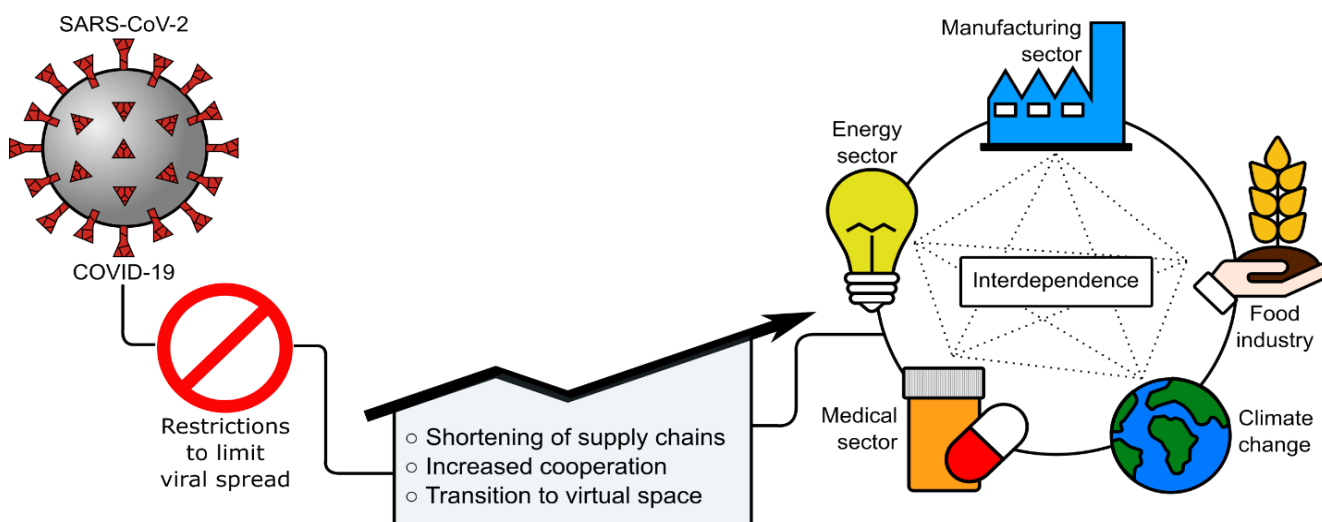 SARS-CoV-2
COVID-19
Restrictions
to limit
viral spread
○ Shortening of supply chains
○ Increased cooperation
○ Transition to virtual space
Manufacturing
sector
Energy
sector
Interdependence
Food
industry
Medical
sector
Climate
change